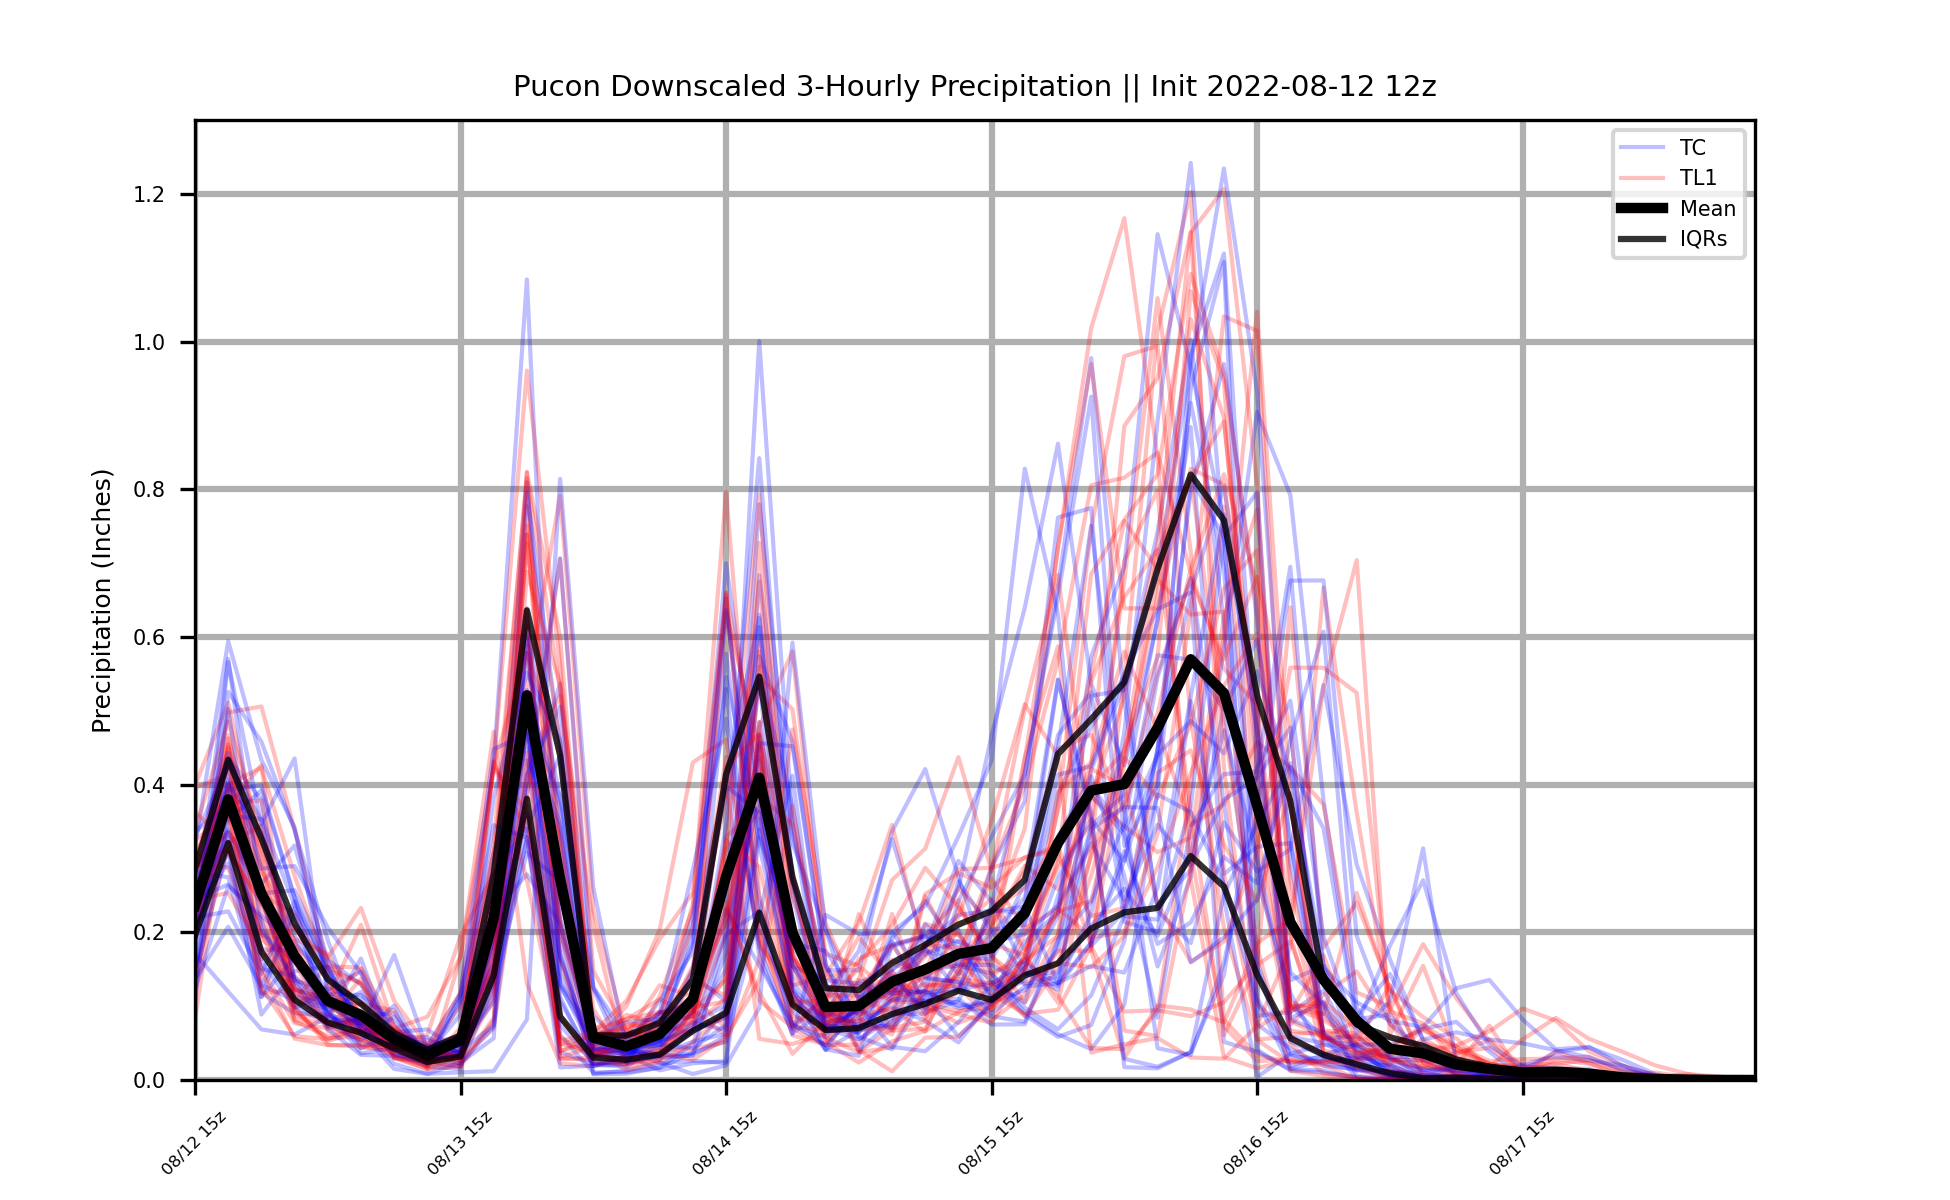 Pucon Downscaled 3-Hourly Precipitation || Init 2022-08-12 12z
TC
TL1
Mean
IQRs
Precipitation (Inches)
1.2
1.0
0.8
0.6
0.4
0.2
0.0
08/12 15z
08/13 15z
08/14 15z
08/15 15z
08/16 15z
08/17 15z